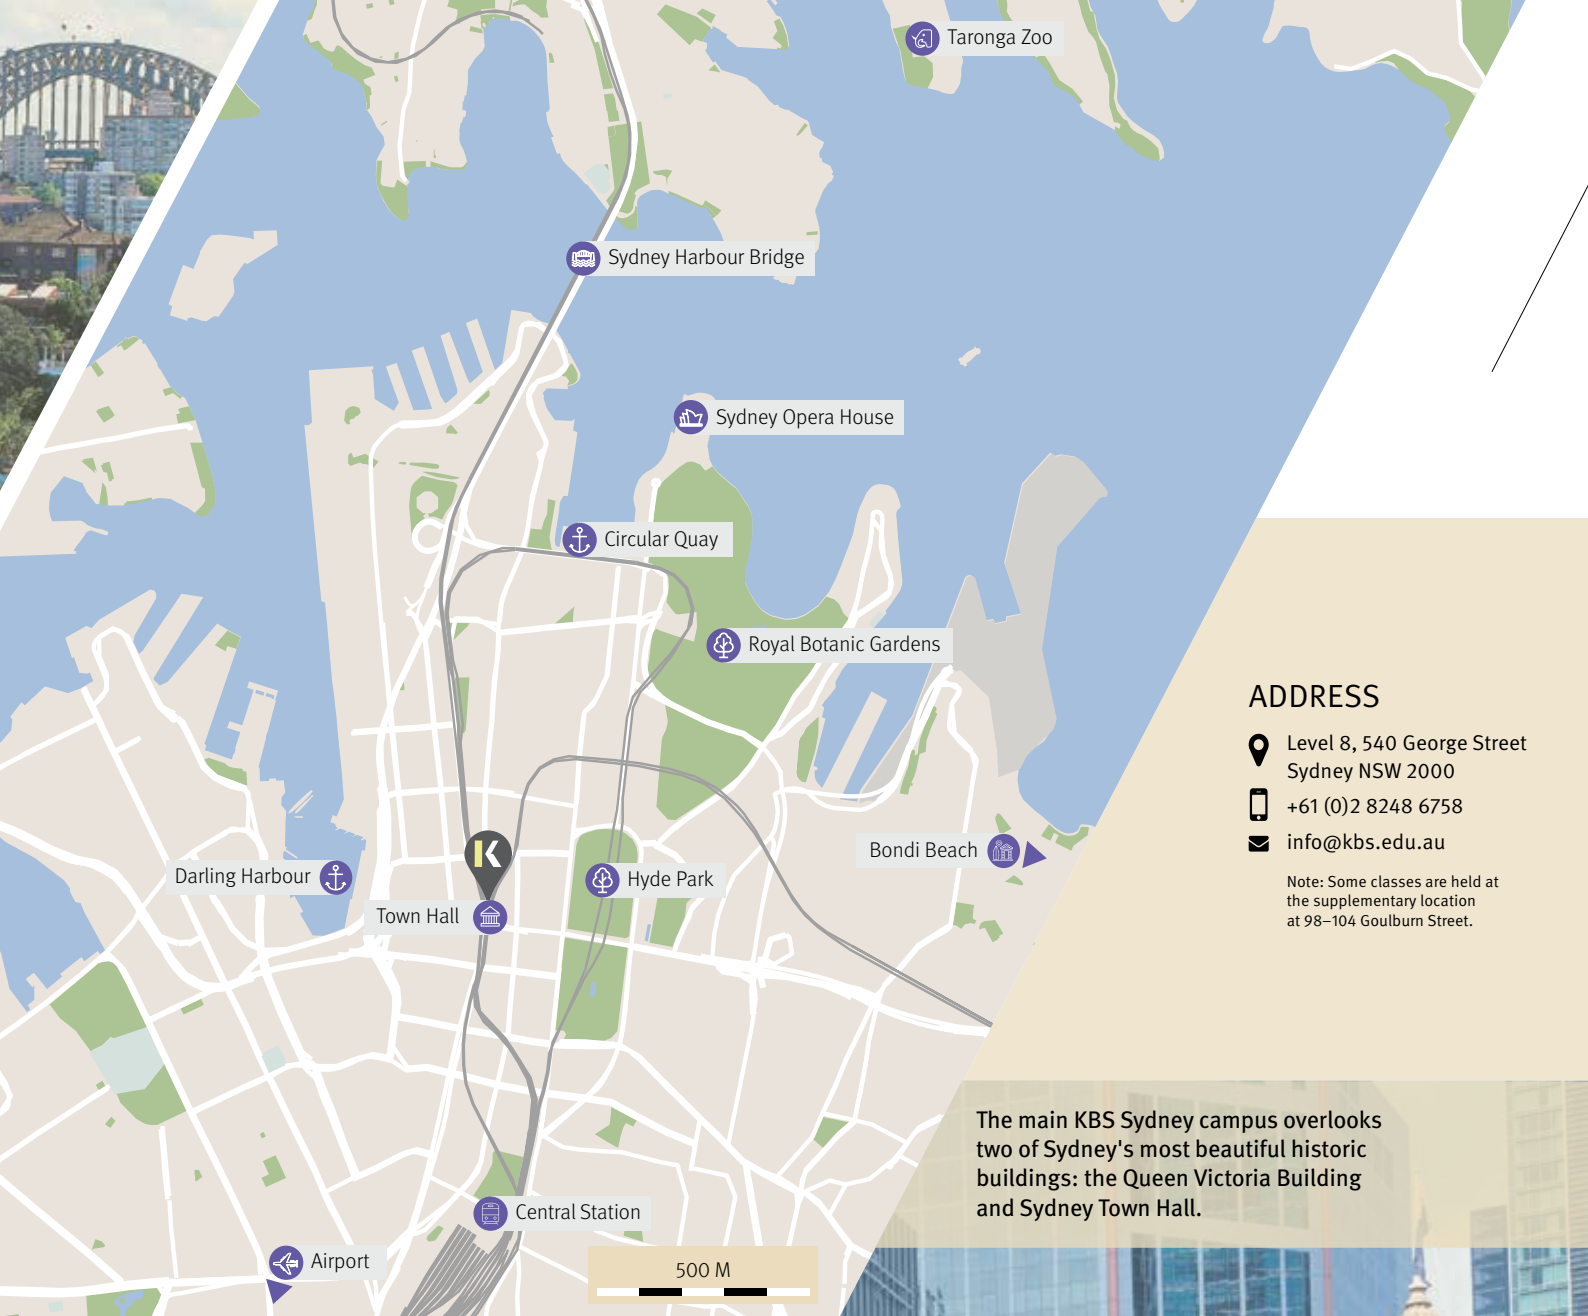 Taronga Zoo
Sydney Harbour Bridge
Sydney Opera House
Circular Quay
Royal Botanic Gardens
Bondi Beach
K
Darling Harbour
Hyde Park
Town Hall
Central Station
Airport
500 M
ADDRESS
Level 8, 540 George Street
Sydney NSW 2000
+61 (0)2 8248 6758
info@kbs.edu.au
Note: Some classes are held at
the supplementary location
at 98–104 Goulburn Street.
The main KBS Sydney campus overlooks
two of Sydney's most beautiful historic
buildings: the Queen Victoria Building
and Sydney Town Hall.